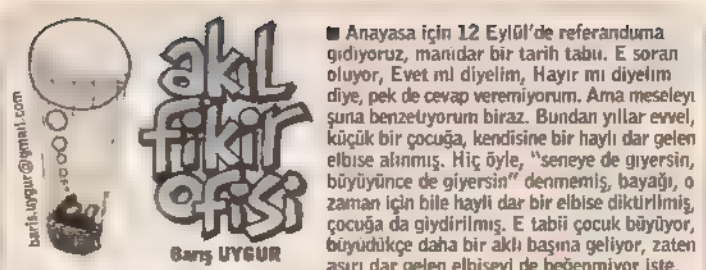 baris.uygur@gmail.com
akıl
fikir
ofisi
Barış UYGUR
■ Anayasa için 12 Eylül'de referanduma
gidiyoruz, manidar bir tarih tabii. E soran
oluyor, Evet mi diyelim, Hayır mı diyelim
diye, pek de cevap veremiyorum. Ama meseleyi
şuna benzetiyorum biraz. Bundan yıllar evvel,
küçük bir çocuğa, kendisine bir hayli dar gelen
elbise alınmış. Hiç öyle, "seneye de giyersin,
büyüyünce de giyersin" denmemiş, bayağı, o
zaman için bile hayli dar bir elbise diktirilmiş,
çocuğa da giydirilmiş. E tabii çocuk büyüyor,
büyüdükçe daha bir aklı başına geliyor, zaten
aşırı dar gelen elbiseyi de beğenmiyor işte.